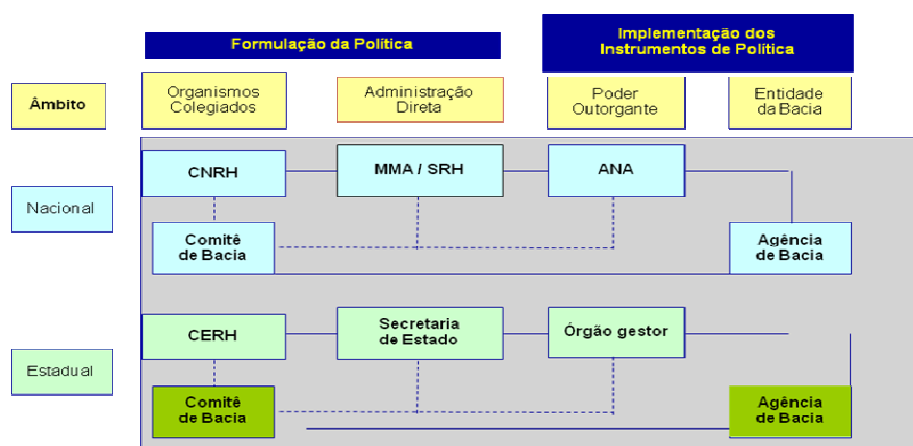 Formulação da Política
Implementação dos
Instrumentos de Política
Âmbito
Organismos
Colegiados
Administração
Direta
Poder
Outorgante
Entidade
da Bacia
Nacional
CNRH
MMA / SRH
ANA
Comitê
de Bacia
Agência
de Bacia
Estadual
CERH
Secretaria
de Estado
Órgão gestor
Comitê
de Bacia
Agência
de Bacia